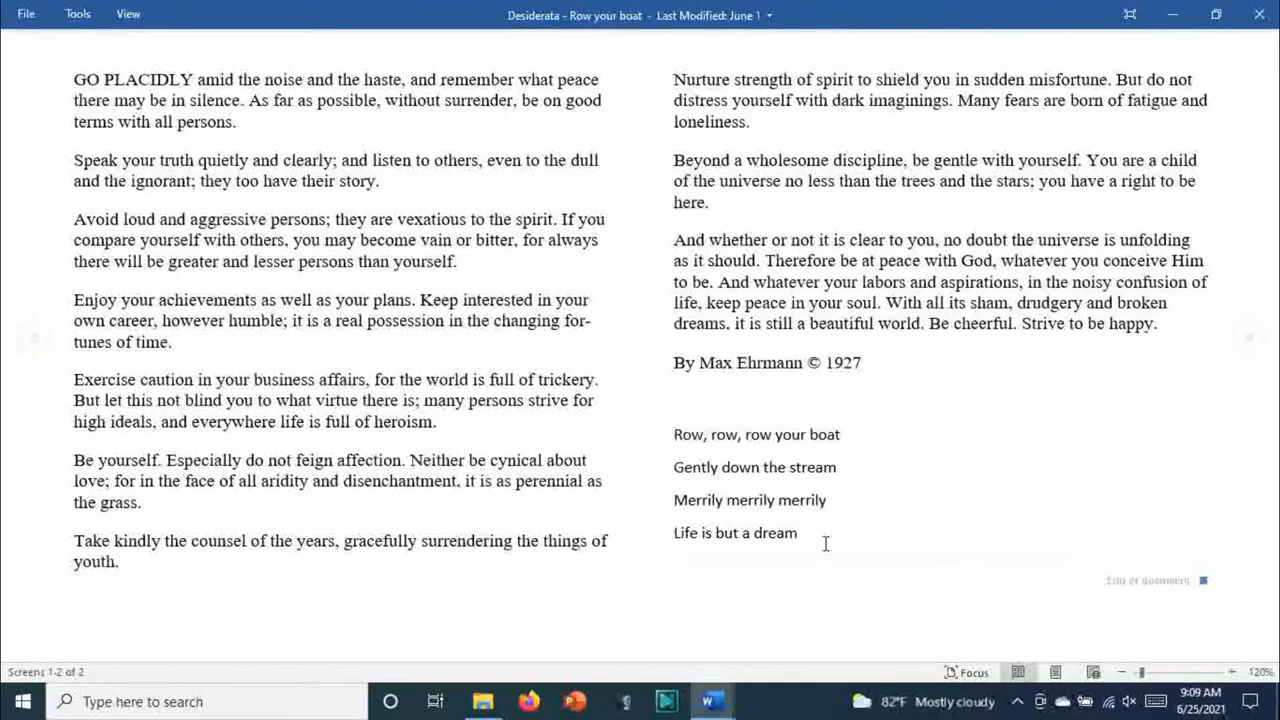 File Tools View Desiderata - Row your boat - Last Modified: June 1
GO PLACIDLY amid the noise and the haste, and remember what peace
there may be in silence. As far as possible, without surrender, be on good
terms with all persons.
Speak your truth quietly and clearly; and listen to others, even to the dull
and the ignorant; they too have their story.
Avoid loud and aggressive persons; they are vexatious to the spirit. If you
compare yourself with others, you may become vain or bitter, for always
there will be greater and lesser persons than yourself.
Enjoy your achievements as well as your plans. Keep interested in your
own career, however humble; it is a real possession in the changing for-
tunes of time.
Exercise caution in your business affairs, for the world is full of trickery.
But let this not blind you to what virtue there is; many persons strive for
high ideals, and everywhere life is full of heroism.
Be yourself. Especially do not feign affection. Neither be cynical about
love; for in the face of all aridity and disenchantment, it is as perennial as
the grass.
Take kindly the counsel of the years, gracefully surrendering the things of
youth.
Nurture strength of spirit to shield you in sudden misfortune. But do not
distress yourself with dark imaginings. Many fears are born of fatigue and
loneliness.
Beyond a wholesome discipline, be gentle with yourself. You are a child
of the universe no less than the trees and the stars; you have a right to be
here.
And whether or not it is clear to you, no doubt the universe is unfolding
as it should. Therefore be at peace with God, whatever you conceive Him
to be. And whatever your labors and aspirations, in the noisy confusion of
life, keep peace in your soul. With all its sham, drudgery and broken
dreams, it is still a beautiful world. Be cheerful. Strive to be happy.
By Max Ehrmann © 1927
Row, row, row your boat
Gently down the stream
Merrily merrily merrily
Life is but a dream
End of document
Screens 1-2 of 2 Focus 120%
Type here to search 82°F Mostly cloudy 9:09 AM
6/25/2021